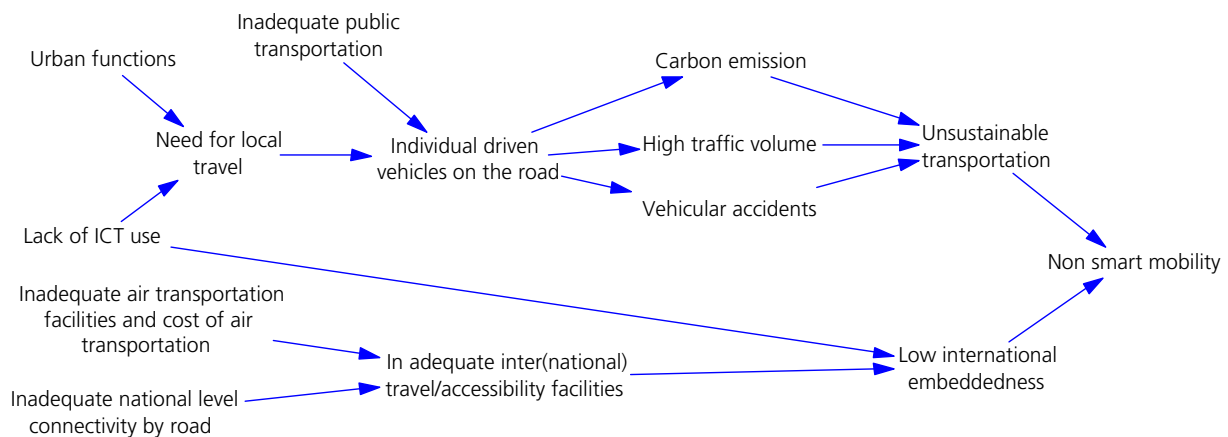 Inadequate public
transportation
Urban functions
Carbon emission
Need for local
travel
Individual driven
vehicles on the road
High traffic volume
Unsustainable
transportation
Vehicular accidents
Lack of ICT use
Non smart mobility
Inadequate air transportation
facilities and cost of air
transportation
In adequate inter(national)
travel/accessibility facilities
Low international
embeddedness
Inadequate national level
connectivity by road